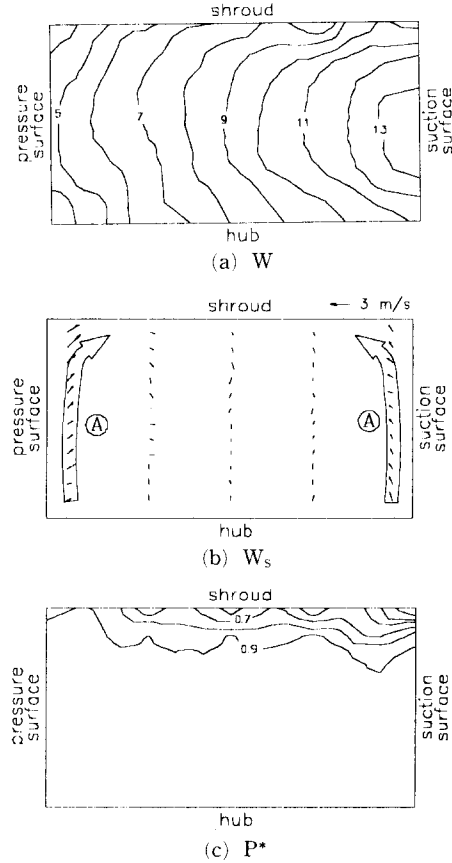 shroud
pressure surface
5
7
9
11
13
suction surface
hub
(a) W
shroud
3 m/s
pressure surface
A
A
suction surface
hub
(b) Ws
shroud
pressure surface
0.7
0.9
suction surface
hub
(c) P*